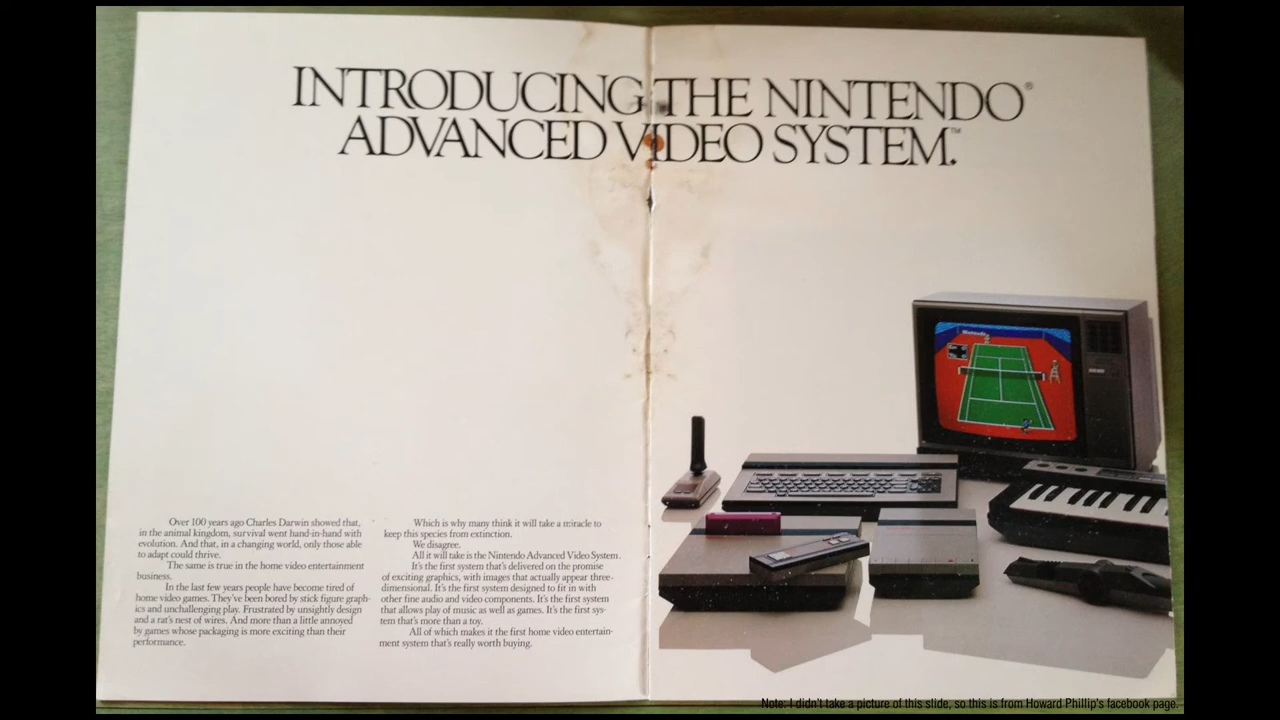 INTRODUCING THE NINTENDO®
ADVANCED VIDEO SYSTEM.™
Over 100 years ago Charles Darwin showed that,
in the animal kingdom, survival went hand-in-hand with
evolution. And that, in a changing world, only those able
to adapt could thrive.
The same is true in the home video entertainment
business.
In the last few years people have become tired of
home video games. They've been bored by stick figure graph-
ics and unchallenging play. Frustrated by unsightly design
and a rat's nest of wires. And more than a little annoyed
by games whose packaging is more exciting than their
performance.
Which is why many think it will take a miracle to
keep this species from extinction.
We disagree.
All it will take is the Nintendo Advanced Video System.
It's the first system that's delivered on the promise
of exciting graphics, with images that actually appear three-
dimensional. It's the first system designed to fit in with
other fine audio and video components. It's the first system
that allows play of music as well as games. It's the first sys-
tem that's more than a toy.
All of which makes it the first home video entertain-
ment system that's really worth buying.
Nintendo
Note: I didn't take a picture of this slide, so this is from Howard Phillip's facebook page.